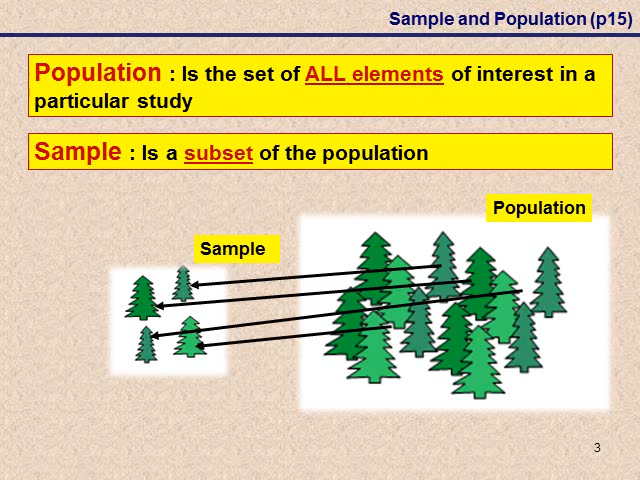 Sample and Population (p15)
Population : Is the set of ALL elements of interest in a
particular study
Sample : Is a subset of the population
Population
Sample
3